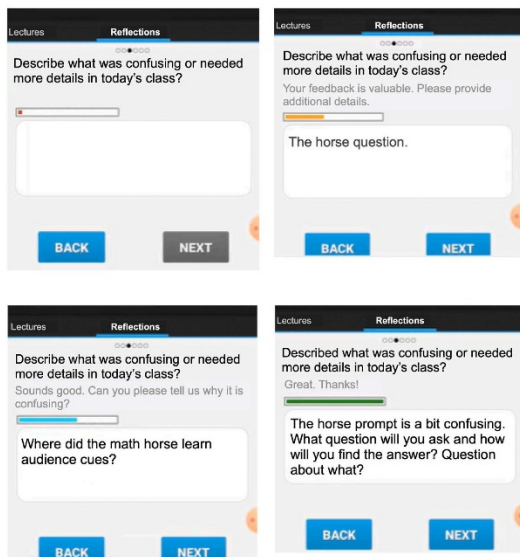 Lectures Reflections
Describe what was confusing or needed
more details in today's class?
BACK NEXT
Lectures Reflections
Describe what was confusing or needed
more details in today's class?
Your feedback is valuable. Please provide
additional details.
The horse question.
BACK NEXT
Lectures Reflections
Describe what was confusing or needed
more details in today's class?
Sounds good. Can you please tell us why it is
confusing?
Where did the math horse learn
audience cues?
BACK NEXT
Lectures Reflections
Described what was confusing or needed
more details in today's class?
Great. Thanks!
The horse prompt is a bit confusing.
What question will you ask and how
will you find the answer? Question
about what?
BACK NEXT